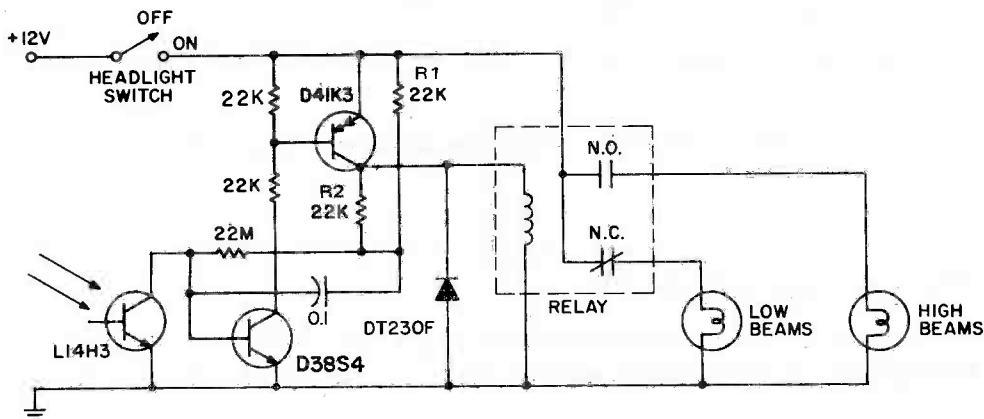 OFF
+12V
ON
HEADLIGHT
SWITCH
22K
D41K3
R1
22K
N.O.
22K
R2
22K
22M
N.C.
RELAY
0.1
DT230F
L14H3
D38S4
LOW
BEAMS
HIGH
BEAMS